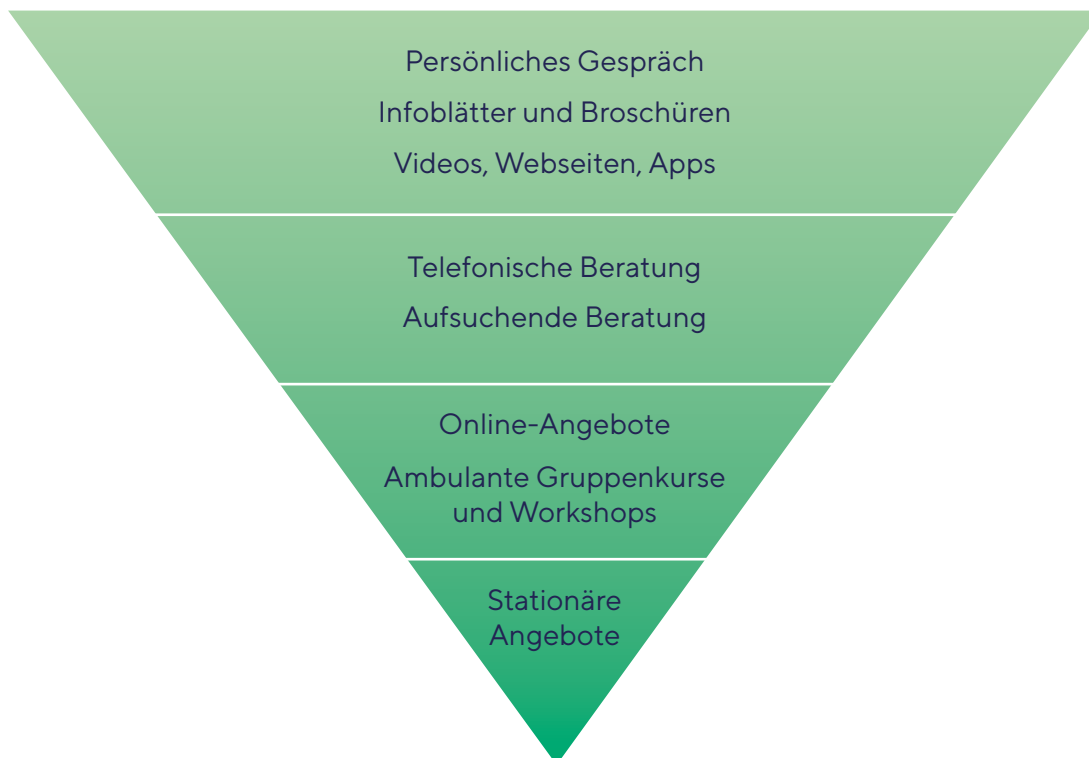 Persönliches Gespräch
Infoblätter und Broschüren
Videos, Webseiten, Apps
Telefonische Beratung
Aufsuchende Beratung
Online-Angebote
Ambulante Gruppenkurse
und Workshops
Stationäre
Angebote